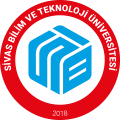 SİVAS BİLİM VE TEKNOLOJİ ÜNİVERSİTESİ
2018